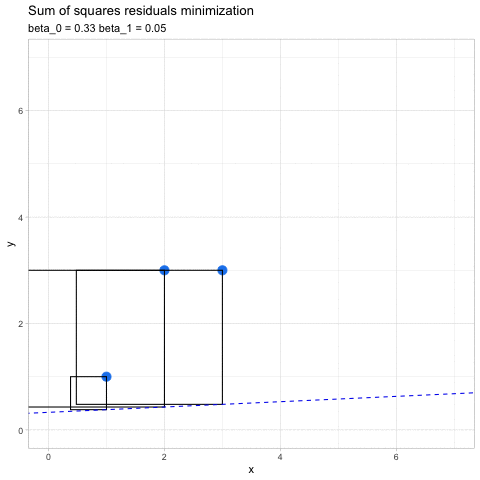 Sum of squares residuals minimization
beta_0 = 0.33 beta_1 = 0.05
6
4
2
0
y
0
2
4
6
x